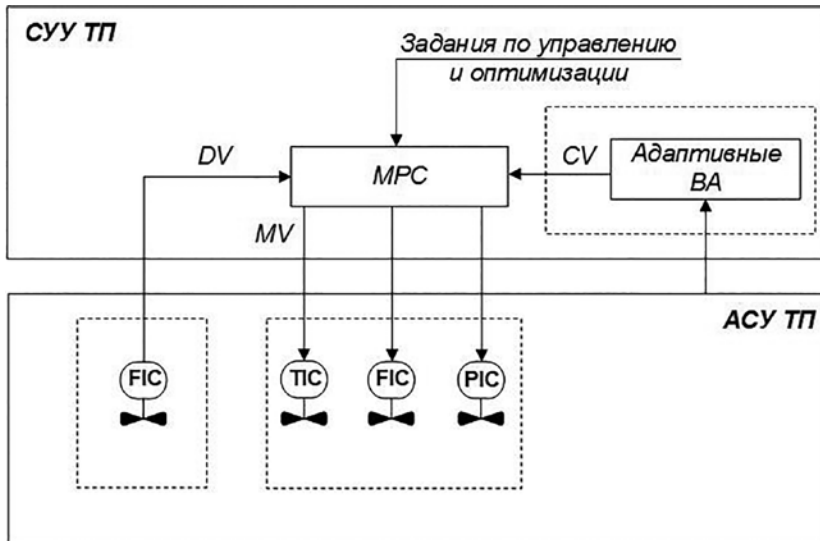 СУУ ТП
Задания по управлению
и оптимизации
DV
MPC
CV
Адаптивные
ВА
MV
АСУ ТП
FIC
TIC
FIC
PIC